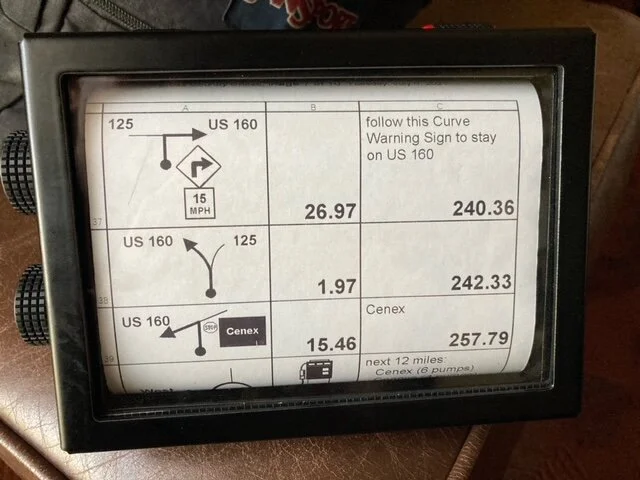 A B C
125 US 160
follow this Curve
Warning Sign to stay
on US 160
15
MPH
37 26.97 240.36
US 160 125
38 1.97 242.33
US 160 STOP Cenex
Cenex
39 15.46 257.79
next 12 miles:
Cenex (6 pumps)
West